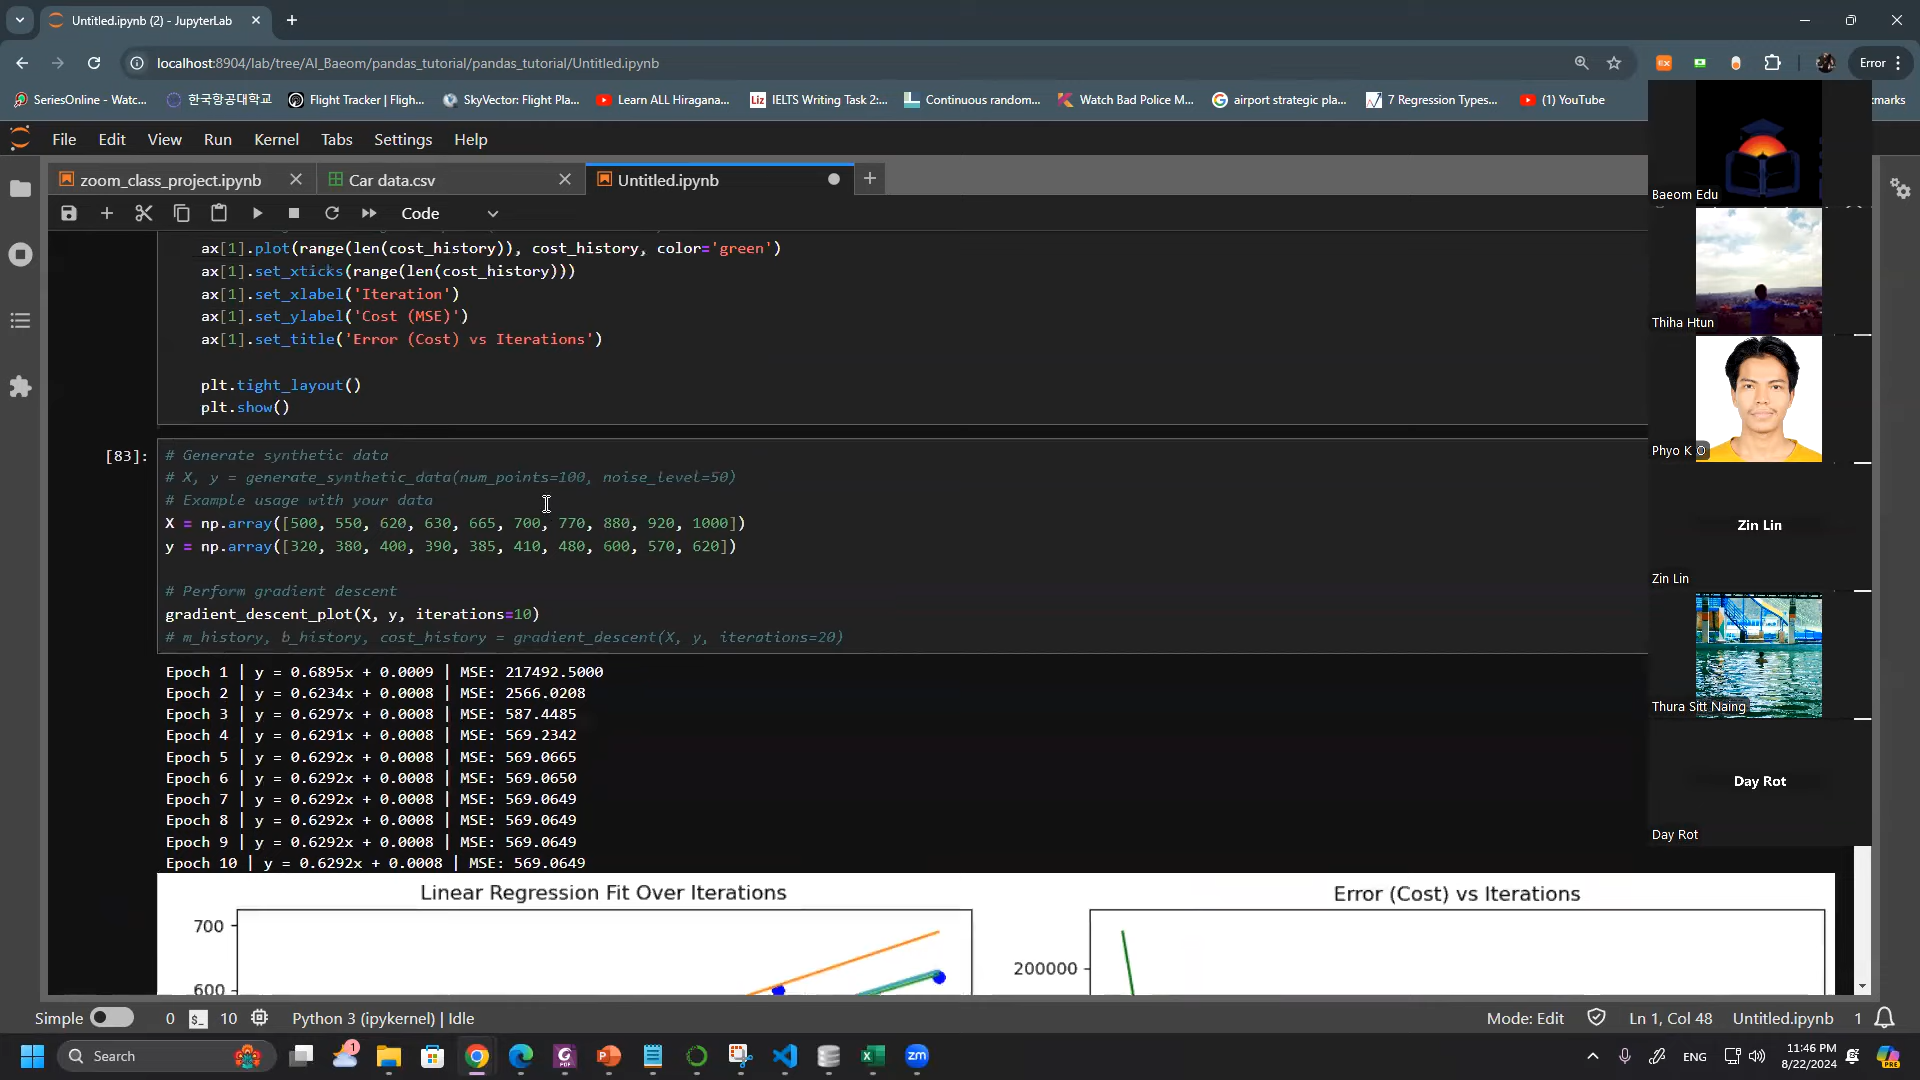 Untitled.ipynb (2) - JupyterLab
localhost:8904/lab/tree/AI_Baeom/pandas_tutorial/pandas_tutorial/Untitled.ipynb
Error
SeriesOnline - Watc...
한국항공대학교
Flight Tracker | Fligh...
SkyVector: Flight Pla...
Learn ALL Hiragana...
Liz IELTS Writing Task 2:...
Continuous random...
Watch Bad Police M...
airport strategic pla...
7 Regression Types...
(1) YouTube
kmarks
File Edit View Run Kernel Tabs Settings Help
zoom_class_project.ipynb
Car data.csv
Untitled.ipynb
Code
ax[1].plot(range(len(cost_history)), cost_history, color='green')
ax[1].set_xticks(range(len(cost_history)))
ax[1].set_xlabel('Iteration')
ax[1].set_ylabel('Cost (MSE)')
ax[1].set_title('Error (Cost) vs Iterations')
plt.tight_layout()
plt.show()
[83]:
# Generate synthetic data
# X, y = generate_synthetic_data(num_points=100, noise_level=50)
# Example usage with your data
X = np.array([500, 550, 620, 630, 665, 700, 770, 880, 920, 1000])
y = np.array([320, 380, 400, 390, 385, 410, 480, 600, 570, 620])
# Perform gradient descent
gradient_descent_plot(X, y, iterations=10)
# m_history, b_history, cost_history = gradient_descent(X, y, iterations=20)
Epoch 1 | y = 0.6895x + 0.0009 | MSE: 217492.5000
Epoch 2 | y = 0.6234x + 0.0008 | MSE: 2566.0208
Epoch 3 | y = 0.6297x + 0.0008 | MSE: 587.4485
Epoch 4 | y = 0.6291x + 0.0008 | MSE: 569.2342
Epoch 5 | y = 0.6292x + 0.0008 | MSE: 569.0665
Epoch 6 | y = 0.6292x + 0.0008 | MSE: 569.0650
Epoch 7 | y = 0.6292x + 0.0008 | MSE: 569.0649
Epoch 8 | y = 0.6292x + 0.0008 | MSE: 569.0649
Epoch 9 | y = 0.6292x + 0.0008 | MSE: 569.0649
Epoch 10 | y = 0.6292x + 0.0008 | MSE: 569.0649
Linear Regression Fit Over Iterations
700
600
Error (Cost) vs Iterations
200000
Baeom Edu
Thiha Htun
Phyo K O
Zin Lin
Zin Lin
Thura Sitt Naing
Day Rot
Day Rot
Simple
0
10
Python 3 (ipykernel) | Idle
Mode: Edit
Ln 1, Col 48
Untitled.ipynb
1
Search
1
zm
ENG
11:46 PM
8/22/2024
PRE